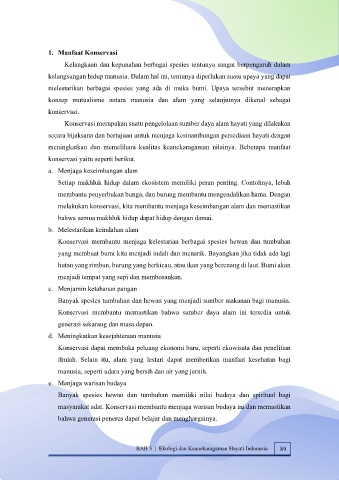 1. Manfaat Konservasi
Kelangkaan dan kepunahan berbagai spesies tentunya sangat berpengaruh dalam
kelangsungan hidup manusia. Dalam hal ini, tentunya diperlukan suatu upaya yang dapat
melestarikan berbagai spesies yang ada di muka bumi. Upaya tersebut menerapkan
konsep mutualisme antara manusia dan alam yang selanjutnya dikenal sebagai
konservasi.
Konservasi merupakan suatu pengelolaan sumber daya alam hayati yang dilakukan
secara bijaksana dan bertujuan untuk menjaga kesinambungan persediaan hayati dengan
meningkatkan dan memelihara kualitas keanekaragaman nilainya. Beberapa manfaat
konservasi yaitu seperti berikut.
a. Menjaga keseimbangan alam
Setiap makhluk hidup dalam ekosistem memiliki peran penting. Contohnya, lebah
membantu penyerbukan bunga, dan burung membantu mengendalikan hama. Dengan
melakukan konservasi, kita membantu menjaga keseimbangan alam dan memastikan
bahwa semua makhluk hidup dapat hidup dengan damai.
b. Melestarikan keindahan alam
Konservasi membantu menjaga kelestarian berbagai spesies hewan dan tumbuhan
yang membuat bumi kita menjadi indah dan menarik. Bayangkan jika tidak ada lagi
hutan yang rimbun, burung yang berkicau, atau ikan yang berenang di laut. Bumi akan
menjadi tempat yang sepi dan membosankan.
c. Menjamin ketahanan pangan
Banyak spesies tumbuhan dan hewan yang menjadi sumber makanan bagi manusia.
Konservasi membantu memastikan bahwa sumber daya alam ini tersedia untuk
generasi sekarang dan masa depan.
d. Meningkatkan kesejahteraan manusia
Konservasi dapat membuka peluang ekonomi baru, seperti ekowisata dan penelitian
ilmiah. Selain itu, alam yang lestari dapat memberikan manfaat kesehatan bagi
manusia, seperti udara yang bersih dan air yang jernih.
e. Menjaga warisan budaya
Banyak spesies hewan dan tumbuhan memiliki nilai budaya dan spiritual bagi
masyarakat adat. Konservasi membantu menjaga warisan budaya ini dan memastikan
bahwa generasi penerus dapat belajar dan menghargainya.
BAB 3 | Ekologi dan Keanekaragaman Hayati Indonesia